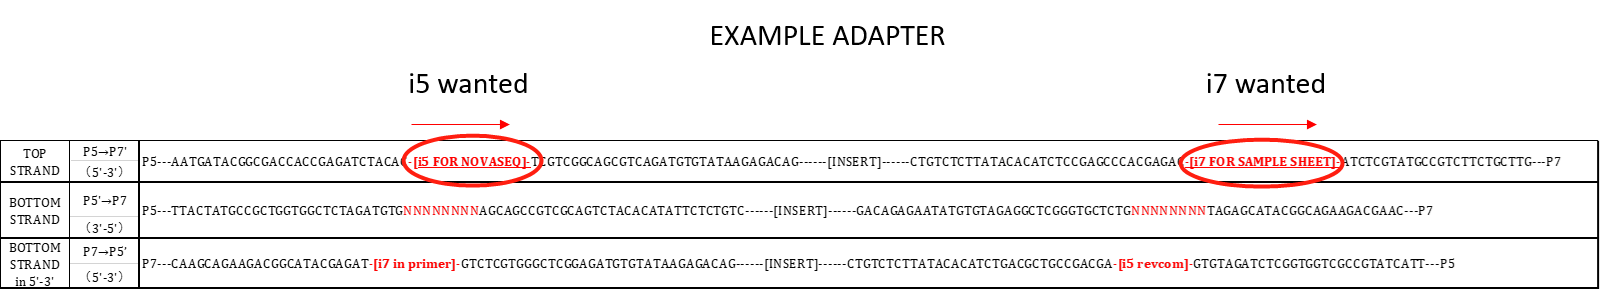 EXAMPLE ADAPTER
i5 wanted
i7 wanted
TOP STRAND
P5→P7'
(5'-3')
P5---AATGATACGGCGACCACCGAGATCTACAC-[i5 FOR NOVASEQ]-TCGTCGGCAGCGTCAGATGTGTATAAGAGACAG------[INSERT]------CTGTCTCTTATACACATCTCCGAGCCCACGAGAC-[i7 FOR SAMPLE SHEET]-ATCTCGTATGCCGTCTTCTGCTTG---P7
BOTTOM STRAND
P5'→P7
(3'-5')
P5---TTACTATGCCGCTGGTGGCTCTAGATGTGNNNNNNNNAGCAGCCGTCGCAGTCTACACATATTCTCTGTC------[INSERT]------GACAGAGAATATGTGTAGAGGCTCGGGTGCTCTGNNNNNNNNTAGAGCATACGGCAGAAGACGAAC---P7
BOTTOM STRAND in 5'-3'
P7→P5'
(5'-3')
P7---CAAGCAGAAGACGGCATACGAGAT-[i7 in primer]-GTCTCGTGGGCTCGGAGATGTGTATAAGAGACAG------[INSERT]------CTGTCTCTTATACACATCTGACGCTGCCGACGA-[i5 revcom]-GTGTAGATCTCGGTGGTCGCCGTATCATT---P5